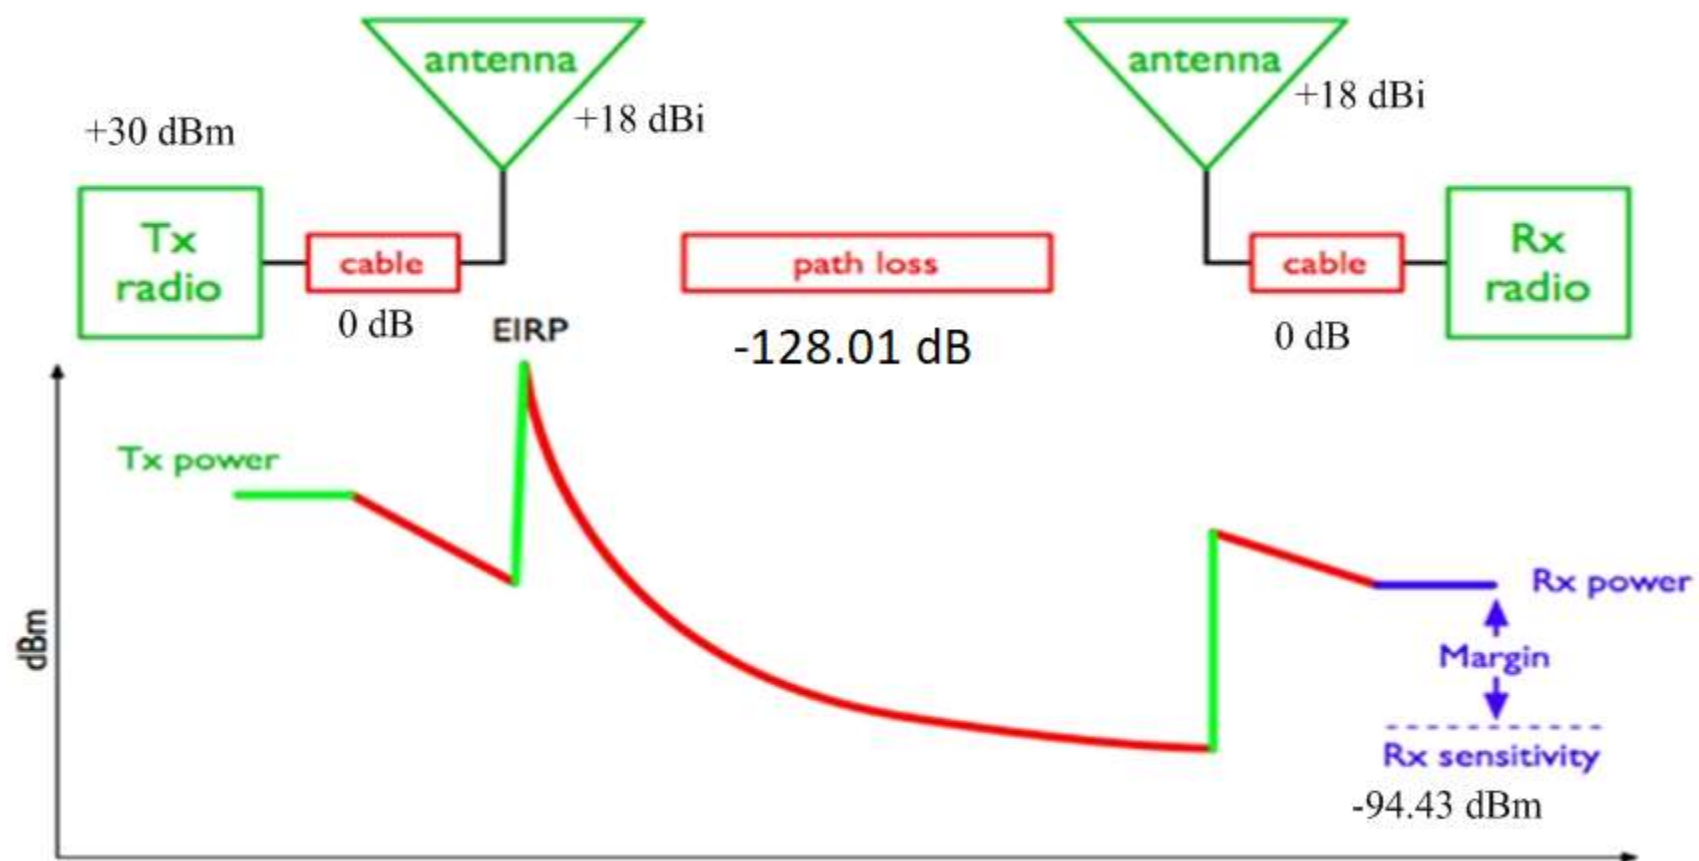 antenna
antenna
+18 dBi
+18 dBi
+30 dBm
Tx
radio
cable
path loss
cable
Rx
radio
0 dB
EIRP
-128.01 dB
0 dB
Tx power
dBm
Rx power
Margin
Rx sensitivity
-94.43 dBm